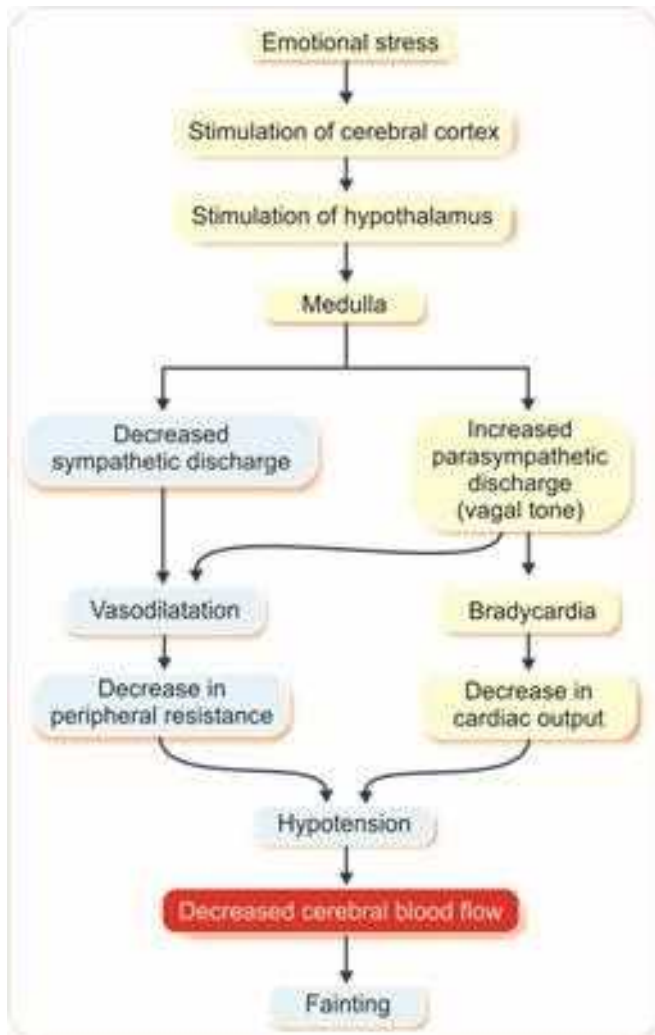 Emotional stress
Stimulation of cerebral cortex
Stimulation of hypothalamus
Medulla
Decreased
sympathetic discharge
Increased
parasympathetic
discharge
(vagal tone)
Vasodilatation
Bradycardia
Decrease in
peripheral resistance
Decrease in
cardiac output
Hypotension
Decreased cerebral blood flow
Fainting